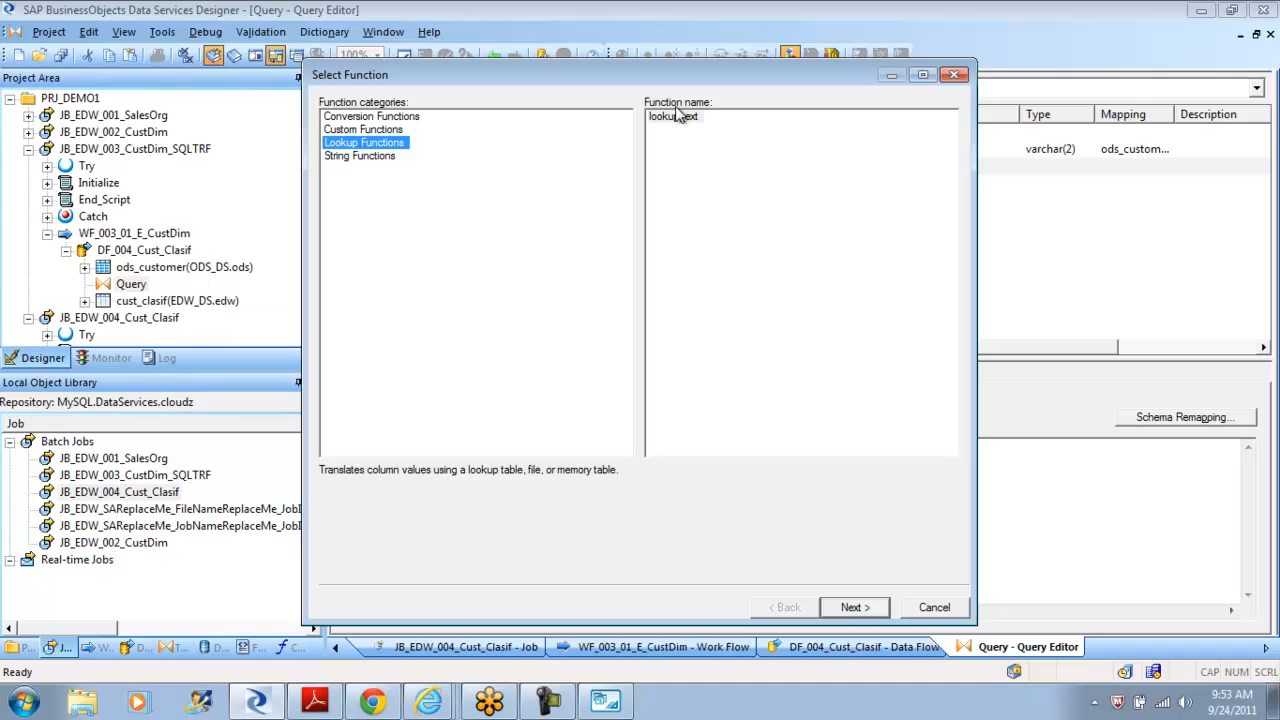 SAP BusinessObjects Data Services Designer - [Query - Query Editor]
Project Edit View Tools Debug Validation Dictionary Window Help
100%
Project Area
PRJ_DEMO1
JB_EDW_001_SalesOrg
JB_EDW_002_CustDim
JB_EDW_003_CustDim_SQLTRF
Try
Initialize
End_Script
Catch
WF_003_01_E_CustDim
DF_004_Cust_Clasif
ods_customer(ODS_DS.ods)
Query
cust_clasif(EDW_DS.edw)
JB_EDW_004_Cust_Clasif
Try
Designer Monitor Log
Local Object Library
Repository: MySQL.DataServices.cloudz
Job
Batch Jobs
JB_EDW_001_SalesOrg
JB_EDW_003_CustDim_SQLTRF
JB_EDW_004_Cust_Clasif
JB_EDW_SAReplaceMe_FileNameReplaceMe_Job
JB_EDW_SAReplaceMe_JobNameReplaceMe_JobI
JB_EDW_002_CustDim
Real-time Jobs
P... J... W... D... T... D... F... C...
Select Function
Function categories:
Conversion Functions
Custom Functions
Lookup Functions
String Functions
Function name:
Translates column values using a lookup table, file, or memory table.
< Back Next > Cancel
Type Mapping Description
varchar(2) ods_custom...
Schema Remapping...
JB_EDW_004_Cust_Clasif - Job WF_003_01_E_CustDim - Work Flow DF_004_Cust_Clasif - Data Flow Query - Query Editor
Ready
CAP NUM SCRL
9:53 AM
9/24/2011